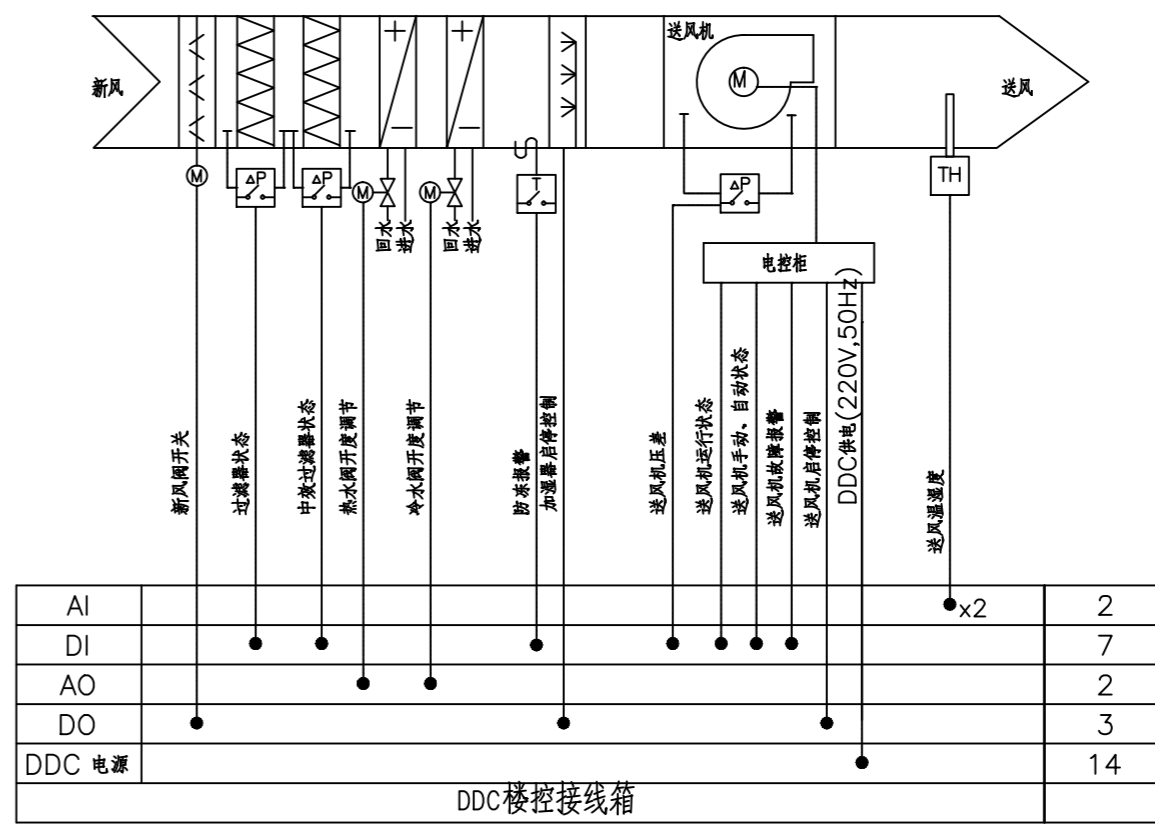 送风机
新风
M
送风
M
ΔP
ΔP
M
M
T
ΔP
TH
回水
进水
回水
进水
电控柜
新风阀开关
过滤器状态
中效过滤器状态
热水阀开度调节
冷水阀开度调节
防冻报警
加湿器启停控制
送风机压差
送风机运行状态
送风机手动、自动状态
送风机故障报警
送风机启停控制
DDC供电(220V,50Hz)
送风温湿度
AI x2 2
DI 7
AO 2
DO 3
DDC 电源 14
DDC楼控接线箱